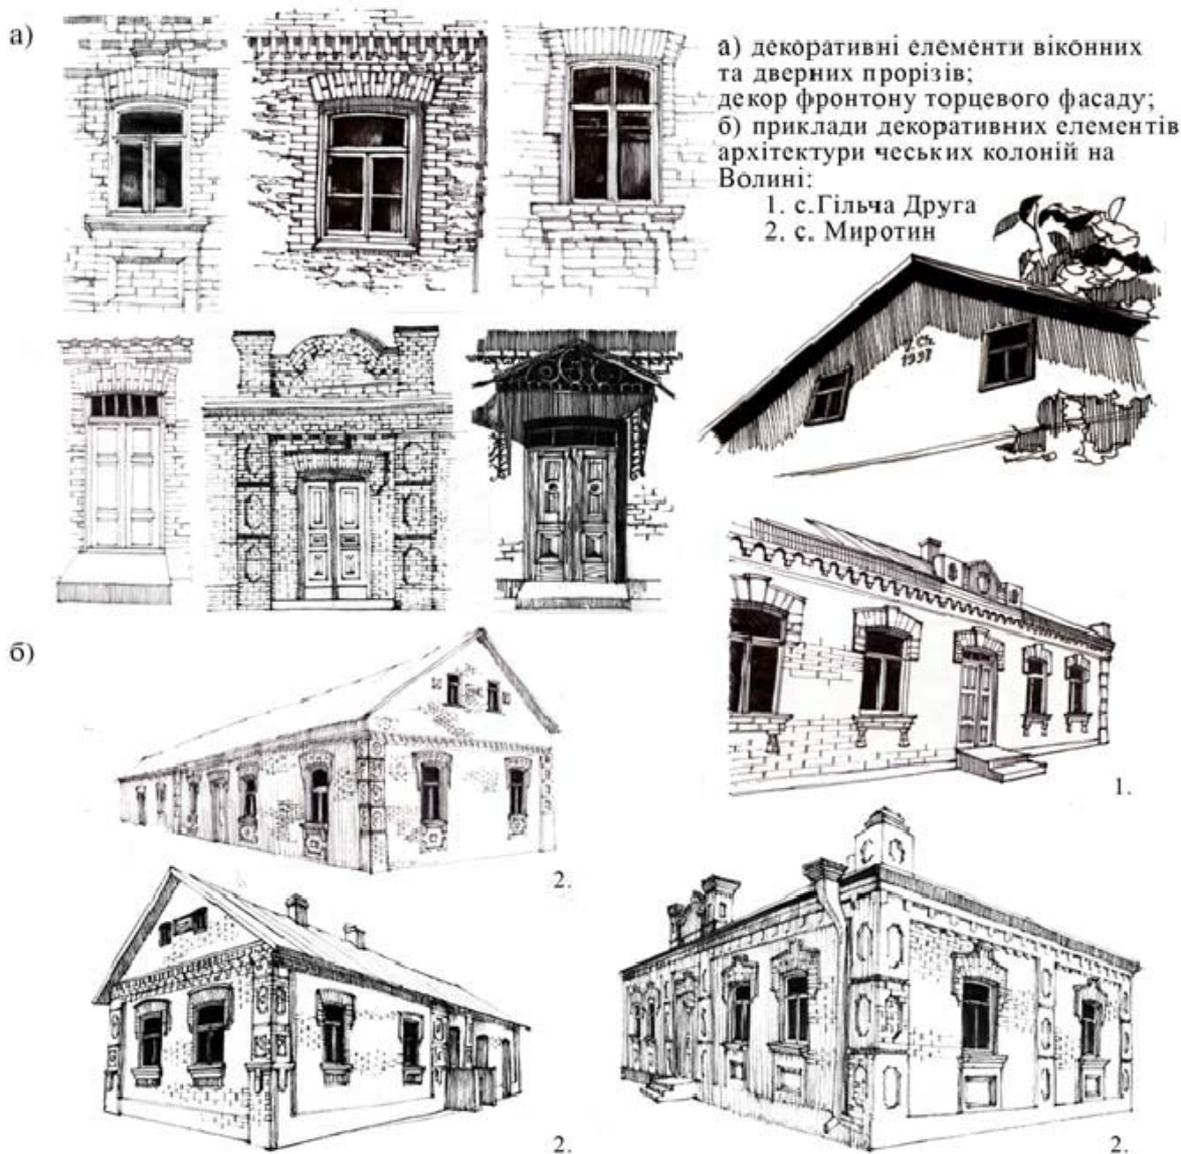 а)
а) декоративні елементи віконних
та дверних прорізів;
декор фронтону торцевого фасаду;
б) приклади декоративних елементів
архітектури чеських колоній на
Волині:
1. с.Гільча Друга
2. с. Миротин
б)
1.
2.
2.
2.